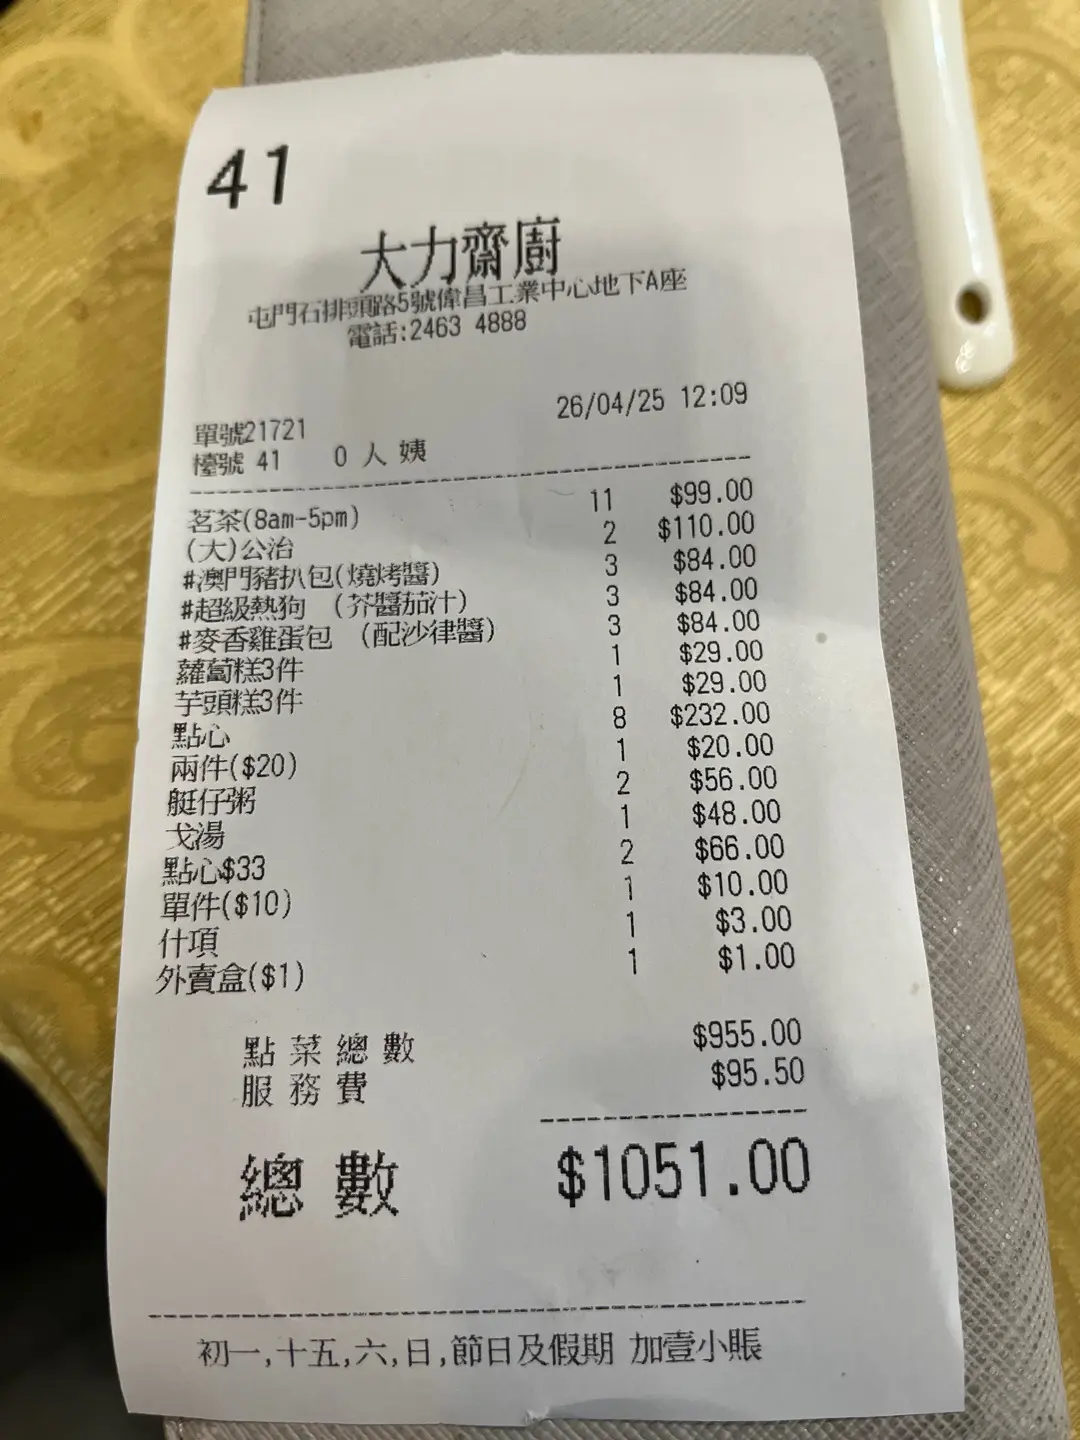 41
大力齋廚
屯門石排頭路5號偉昌工業中心地下A座
電話:2463 4888
26/04/25 12:09
單號21721
檯號 41 0 人 姨
茗茶(8am-5pm) 11 $99.00
(大)公治 2 $110.00
#澳門豬扒包(燒烤醬) 3 $84.00
#超級熱狗 (芥醬茄汁) 3 $84.00
#麥香雞蛋包 (配沙律醬) 3 $84.00
蘿蔔糕3件 1 $29.00
芋頭糕3件 1 $29.00
點心 8 $232.00
兩件($20) 1 $20.00
艇仔粥 2 $56.00
戈湯 1 $48.00
點心$33 2 $66.00
單件($10) 1 $10.00
什項 1 $3.00
外賣盒($1) 1 $1.00
點菜總數 $955.00
服務費 $95.50
總數 $1051.00
初一,十五,六,日,節日及假期 加壹小賬